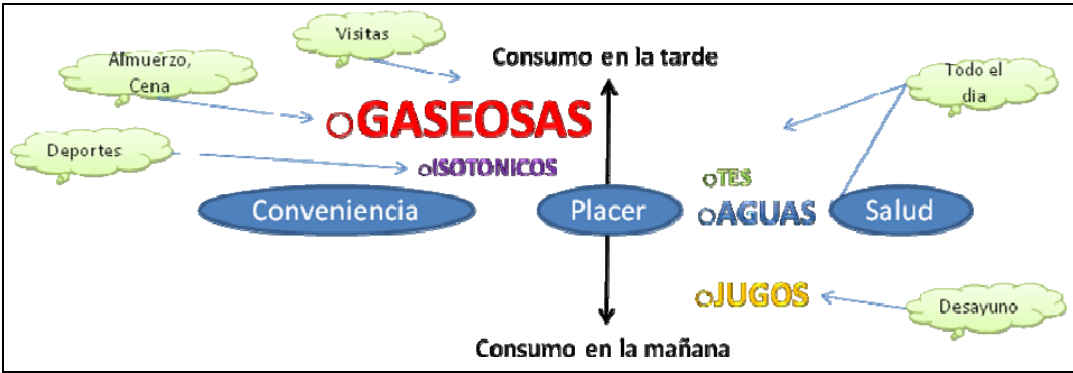 Visitas
Consumo en la tarde
Almuerzo,
Cena
Todo el
dia
GASEOSAS
Deportes
ISOTONICOS
TES
Conveniencia
Placer
AGUAS
Salud
JUGOS
Desayuno
Consumo en la mañana